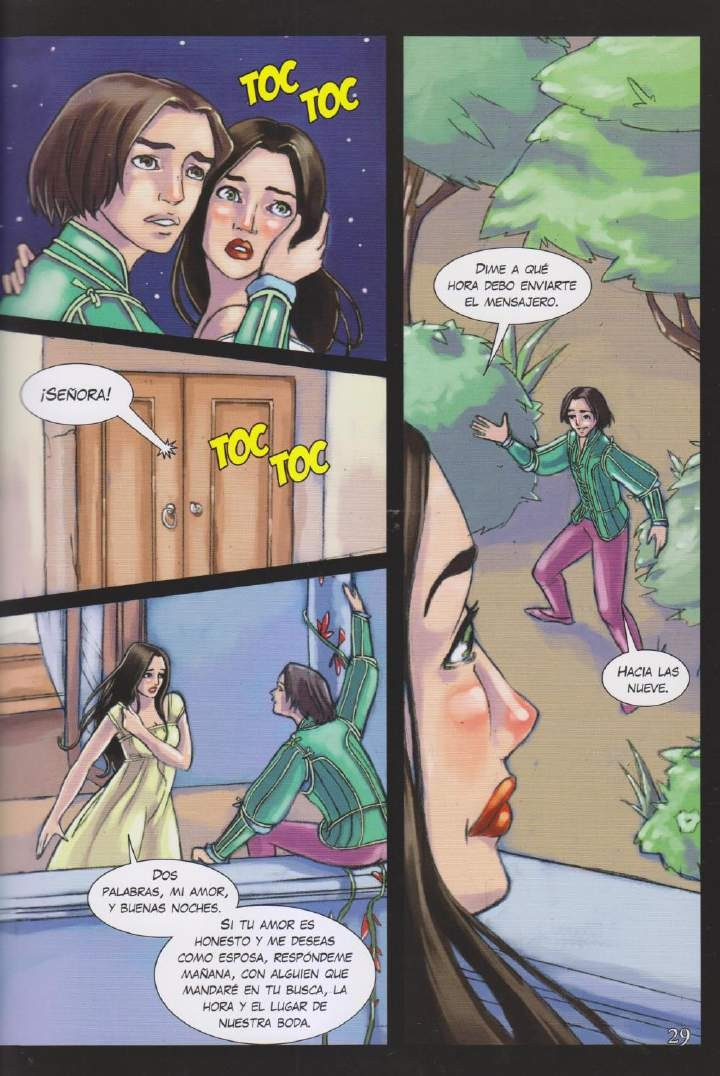 TOC
TOC
¡SEÑORA!
TOC
TOC
DOS
PALABRAS, MI AMOR,
Y BUENAS NOCHES.
SI TU AMOR ES
HONESTO Y ME DESEAS
COMO ESPOSA, RESPÓNDEME
MAÑANA, CON ALGUIEN QUE
MANDARÉ EN TU BUSCA, LA
HORA Y EL LUGAR DE
NUESTRA BODA.
DIME A QUÉ
HORA DEBO ENVIARTE
EL MENSAJERO.
HACIA LAS
NUEVE.
29